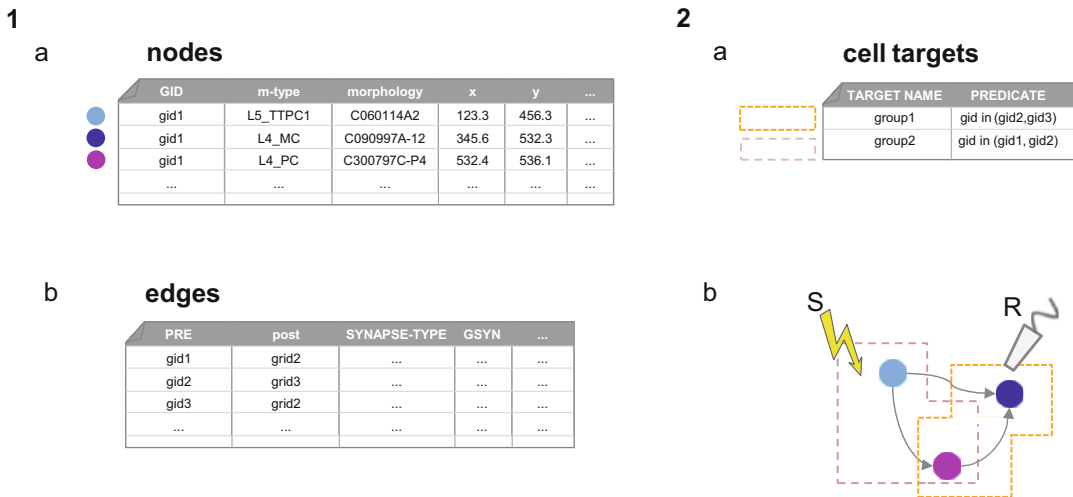 1
a nodes
GID m-type morphology x y ...
gid1 L5_TTPC1 C060114A2 123.3 456.3 ...
gid1 L4_MC C090997A-12 345.6 532.3 ...
gid1 L4_PC C300797C-P4 532.4 536.1 ...
... ... ... ... ... ...
b edges
PRE post SYNAPSE-TYPE GSYN ...
gid1 grid2 ... ... ...
gid2 grid3 ... ... ...
gid3 grid2 ... ... ...
... ... ... ... ...
2
a cell targets
TARGET NAME PREDICATE
group1 gid in (gid2,gid3)
group2 gid in (gid1, gid2)
b
S R